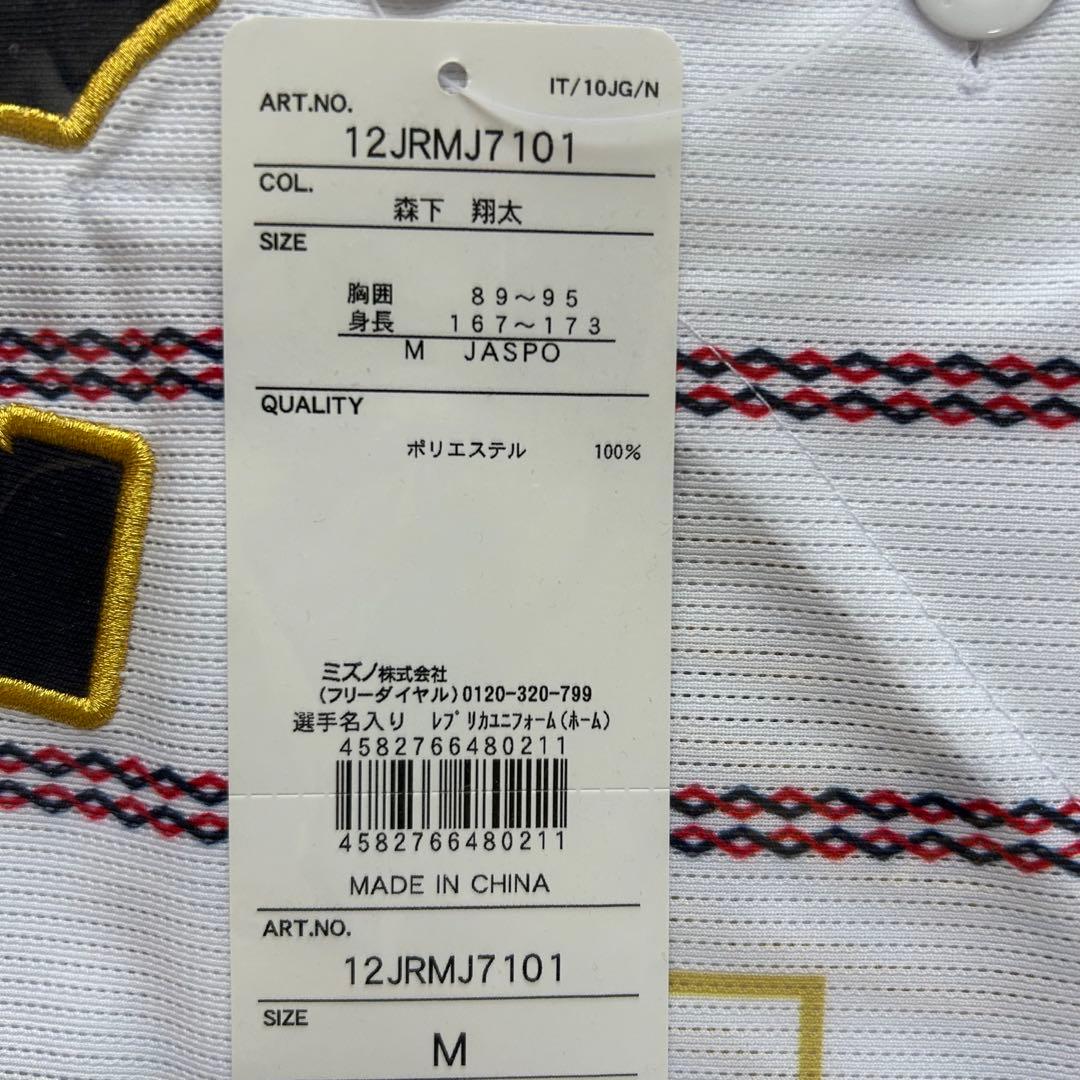 IT/10JG/N
ART.NO.
12JRMJ7101
COL.
森下 翔太
SIZE
胸囲 89~95
身長 167~173
M JASPO
QUALITY
ポリエステル 100%
ミズノ株式会社
(フリーダイヤル)0120-320-799
選手名入り ﾚﾌﾟﾘｶﾕﾆﾌｫｰﾑ(ﾎｰﾑ)
4582766480211
4582766480211
MADE IN CHINA
ART.NO.
12JRMJ7101
SIZE
M